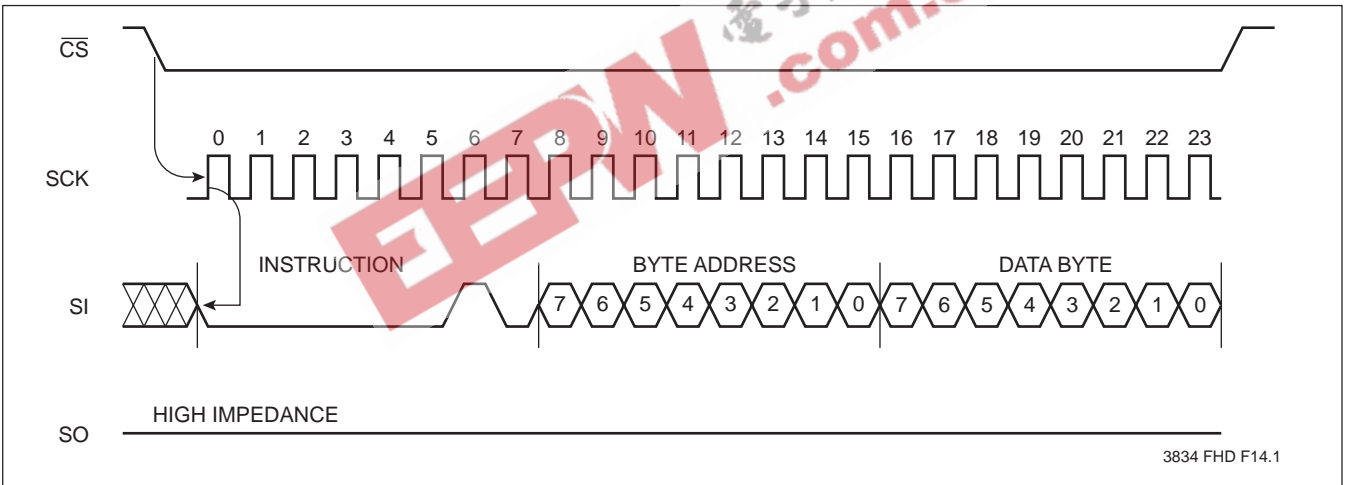 CS
0 1 2 3 4 5 6 7 8 9 10 11 12 13 14 15 16 17 18 19 20 21 22 23
SCK
INSTRUCTION BYTE ADDRESS DATA BYTE
SI 7 6 5 4 3 2 1 0 7 6 5 4 3 2 1 0
HIGH IMPEDANCE
SO
3834 FHD F14.1
EEPW
.com.